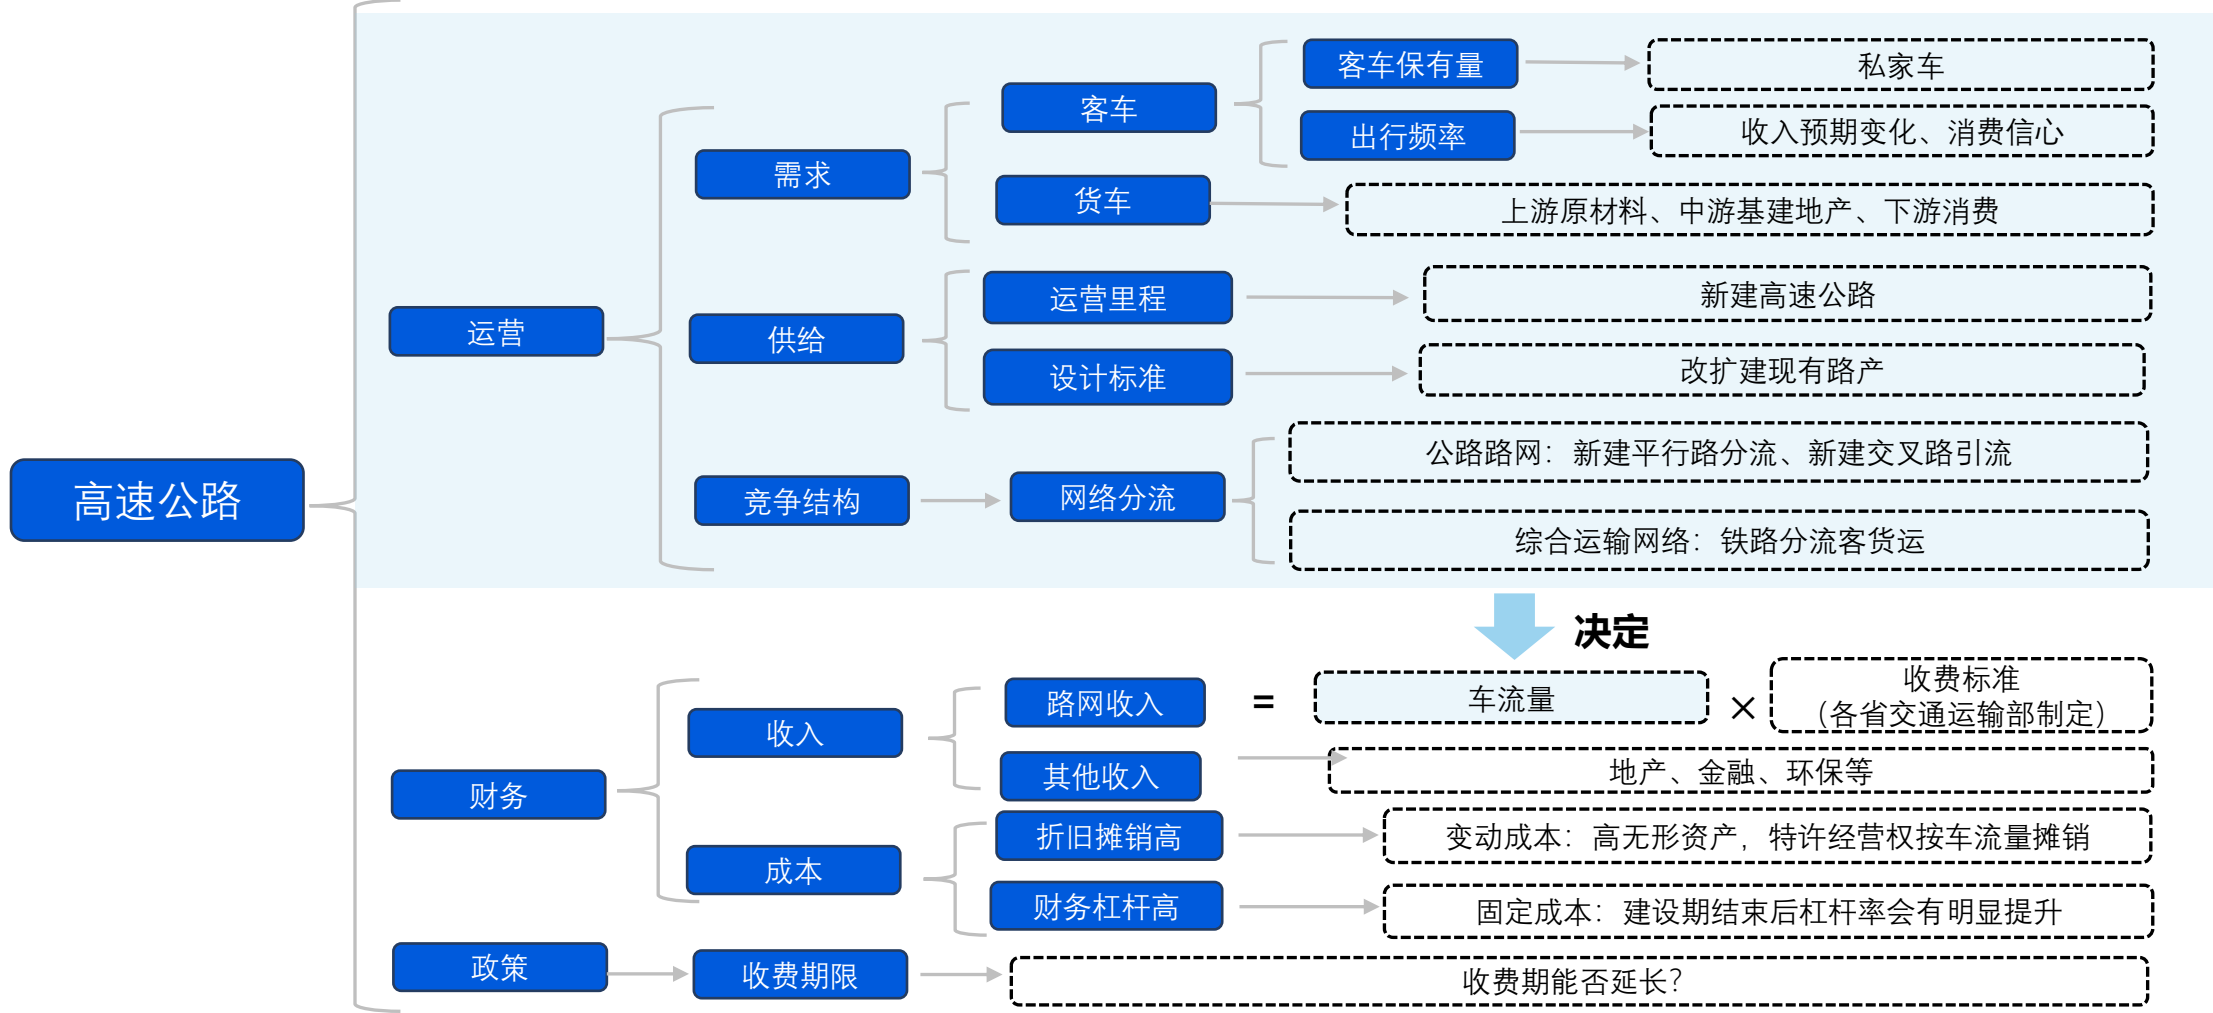 高速公路
运营
需求
客车
客车保有量
私家车
出行频率
收入预期变化、消费信心
货车
上游原材料、中游基建地产、下游消费
供给
运营里程
新建高速公路
设计标准
改扩建现有路产
竞争结构
网络分流
公路路网：新建平行路分流、新建交叉路引流
综合运输网络：铁路分流客货运
决定
财务
收入
路网收入
=
车流量
×
收费标准
（各省交通运输部制定）
其他收入
地产、金融、环保等
成本
折旧摊销高
变动成本：高无形资产，特许经营权按车流量摊销
财务杠杆高
固定成本：建设期结束后杠杆率会有明显提升
政策
收费期限
收费期能否延长?